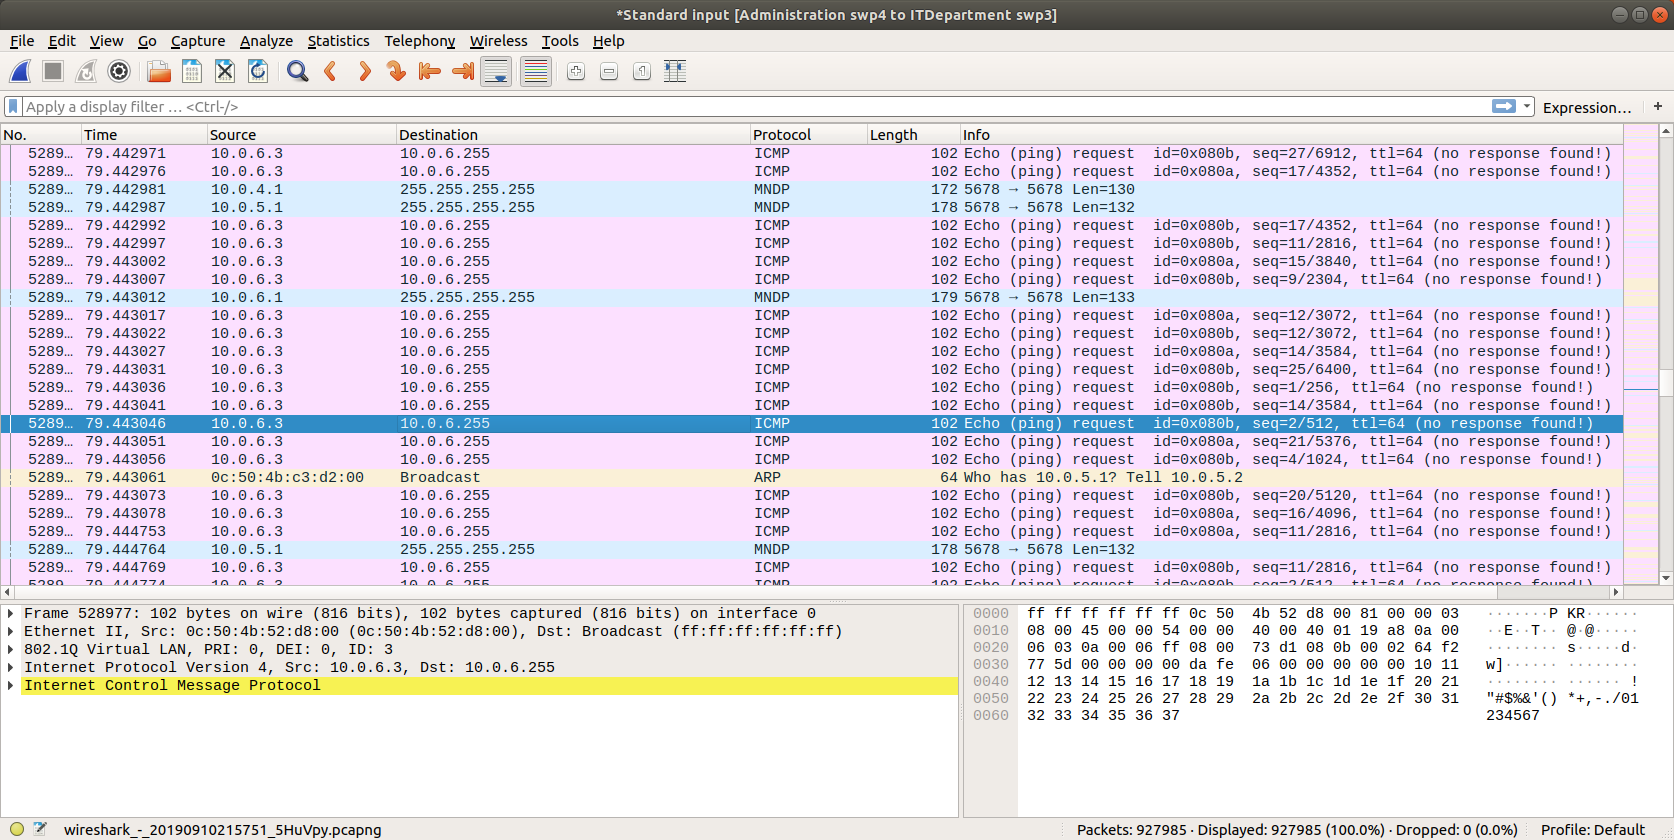 *Standard input [Administration swp4 to ITDepartment swp3]
File Edit View Go Capture Analyze Statistics Telephony Wireless Tools Help
Apply a display filter … <Ctrl-/> Expression… +
No. Time Source Destination Protocol Length Info
5289… 79.442971 10.0.6.3 10.0.6.255 ICMP 102 Echo (ping) request id=0x080b, seq=27/6912, ttl=64 (no response found!)
5289… 79.442976 10.0.6.3 10.0.6.255 ICMP 102 Echo (ping) request id=0x080a, seq=17/4352, ttl=64 (no response found!)
5289… 79.442981 10.0.4.1 255.255.255.255 MNDP 172 5678 → 5678 Len=130
5289… 79.442987 10.0.5.1 255.255.255.255 MNDP 178 5678 → 5678 Len=132
5289… 79.442992 10.0.6.3 10.0.6.255 ICMP 102 Echo (ping) request id=0x080b, seq=17/4352, ttl=64 (no response found!)
5289… 79.442997 10.0.6.3 10.0.6.255 ICMP 102 Echo (ping) request id=0x080b, seq=11/2816, ttl=64 (no response found!)
5289… 79.443002 10.0.6.3 10.0.6.255 ICMP 102 Echo (ping) request id=0x080a, seq=15/3840, ttl=64 (no response found!)
5289… 79.443007 10.0.6.3 10.0.6.255 ICMP 102 Echo (ping) request id=0x080b, seq=9/2304, ttl=64 (no response found!)
5289… 79.443012 10.0.6.1 255.255.255.255 MNDP 179 5678 → 5678 Len=133
5289… 79.443017 10.0.6.3 10.0.6.255 ICMP 102 Echo (ping) request id=0x080a, seq=12/3072, ttl=64 (no response found!)
5289… 79.443022 10.0.6.3 10.0.6.255 ICMP 102 Echo (ping) request id=0x080b, seq=12/3072, ttl=64 (no response found!)
5289… 79.443027 10.0.6.3 10.0.6.255 ICMP 102 Echo (ping) request id=0x080a, seq=14/3584, ttl=64 (no response found!)
5289… 79.443031 10.0.6.3 10.0.6.255 ICMP 102 Echo (ping) request id=0x080b, seq=25/6400, ttl=64 (no response found!)
5289… 79.443036 10.0.6.3 10.0.6.255 ICMP 102 Echo (ping) request id=0x080b, seq=1/256, ttl=64 (no response found!)
5289… 79.443041 10.0.6.3 10.0.6.255 ICMP 102 Echo (ping) request id=0x080b, seq=14/3584, ttl=64 (no response found!)
5289… 79.443046 10.0.6.3 10.0.6.255 ICMP 102 Echo (ping) request id=0x080b, seq=2/512, ttl=64 (no response found!)
5289… 79.443051 10.0.6.3 10.0.6.255 ICMP 102 Echo (ping) request id=0x080a, seq=21/5376, ttl=64 (no response found!)
5289… 79.443056 10.0.6.3 10.0.6.255 ICMP 102 Echo (ping) request id=0x080b, seq=4/1024, ttl=64 (no response found!)
5289… 79.443061 0c:50:4b:c3:d2:00 Broadcast ARP 64 Who has 10.0.5.1? Tell 10.0.5.2
5289… 79.443073 10.0.6.3 10.0.6.255 ICMP 102 Echo (ping) request id=0x080b, seq=20/5120, ttl=64 (no response found!)
5289… 79.443078 10.0.6.3 10.0.6.255 ICMP 102 Echo (ping) request id=0x080b, seq=16/4096, ttl=64 (no response found!)
5289… 79.444753 10.0.6.3 10.0.6.255 ICMP 102 Echo (ping) request id=0x080a, seq=11/2816, ttl=64 (no response found!)
5289… 79.444764 10.0.5.1 255.255.255.255 MNDP 178 5678 → 5678 Len=132
5289… 79.444769 10.0.6.3 10.0.6.255 ICMP 102 Echo (ping) request id=0x080b, seq=11/2816, ttl=64 (no response found!)
5289… 79.444774 10.0.6.3 10.0.6.255 ICMP 102 Echo (ping) request id=0x080a, seq=2/512, ttl=64 (no response found!)
Frame 528977: 102 bytes on wire (816 bits), 102 bytes captured (816 bits) on interface 0
Ethernet II, Src: 0c:50:4b:52:d8:00 (0c:50:4b:52:d8:00), Dst: Broadcast (ff:ff:ff:ff:ff:ff)
802.1Q Virtual LAN, PRI: 0, DEI: 0, ID: 3
Internet Protocol Version 4, Src: 10.0.6.3, Dst: 10.0.6.255
Internet Control Message Protocol
0000 ff ff ff ff ff ff 0c 50 4b 52 d8 00 81 00 00 03 ·······P KR······
0010 08 00 45 00 00 54 00 00 40 00 40 01 19 a8 0a 00 ··E··T·· @·@·····
0020 06 03 0a 00 06 ff 08 00 73 d1 08 0b 00 02 64 f2 ········ s·····d·
0030 77 5d 00 00 00 00 da fe 06 00 00 00 00 00 10 11 w]······ ········
0040 12 13 14 15 16 17 18 19 1a 1b 1c 1d 1e 1f 20 21 ········ ······ !
0050 22 23 24 25 26 27 28 29 2a 2b 2c 2d 2e 2f 30 31 "#$%&'() *+,-./01
0060 32 33 34 35 36 37 234567
wireshark_-_20190910215751_5HuVpy.pcapng Packets: 927985 · Displayed: 927985 (100.0%) · Dropped: 0 (0.0%) Profile: Default